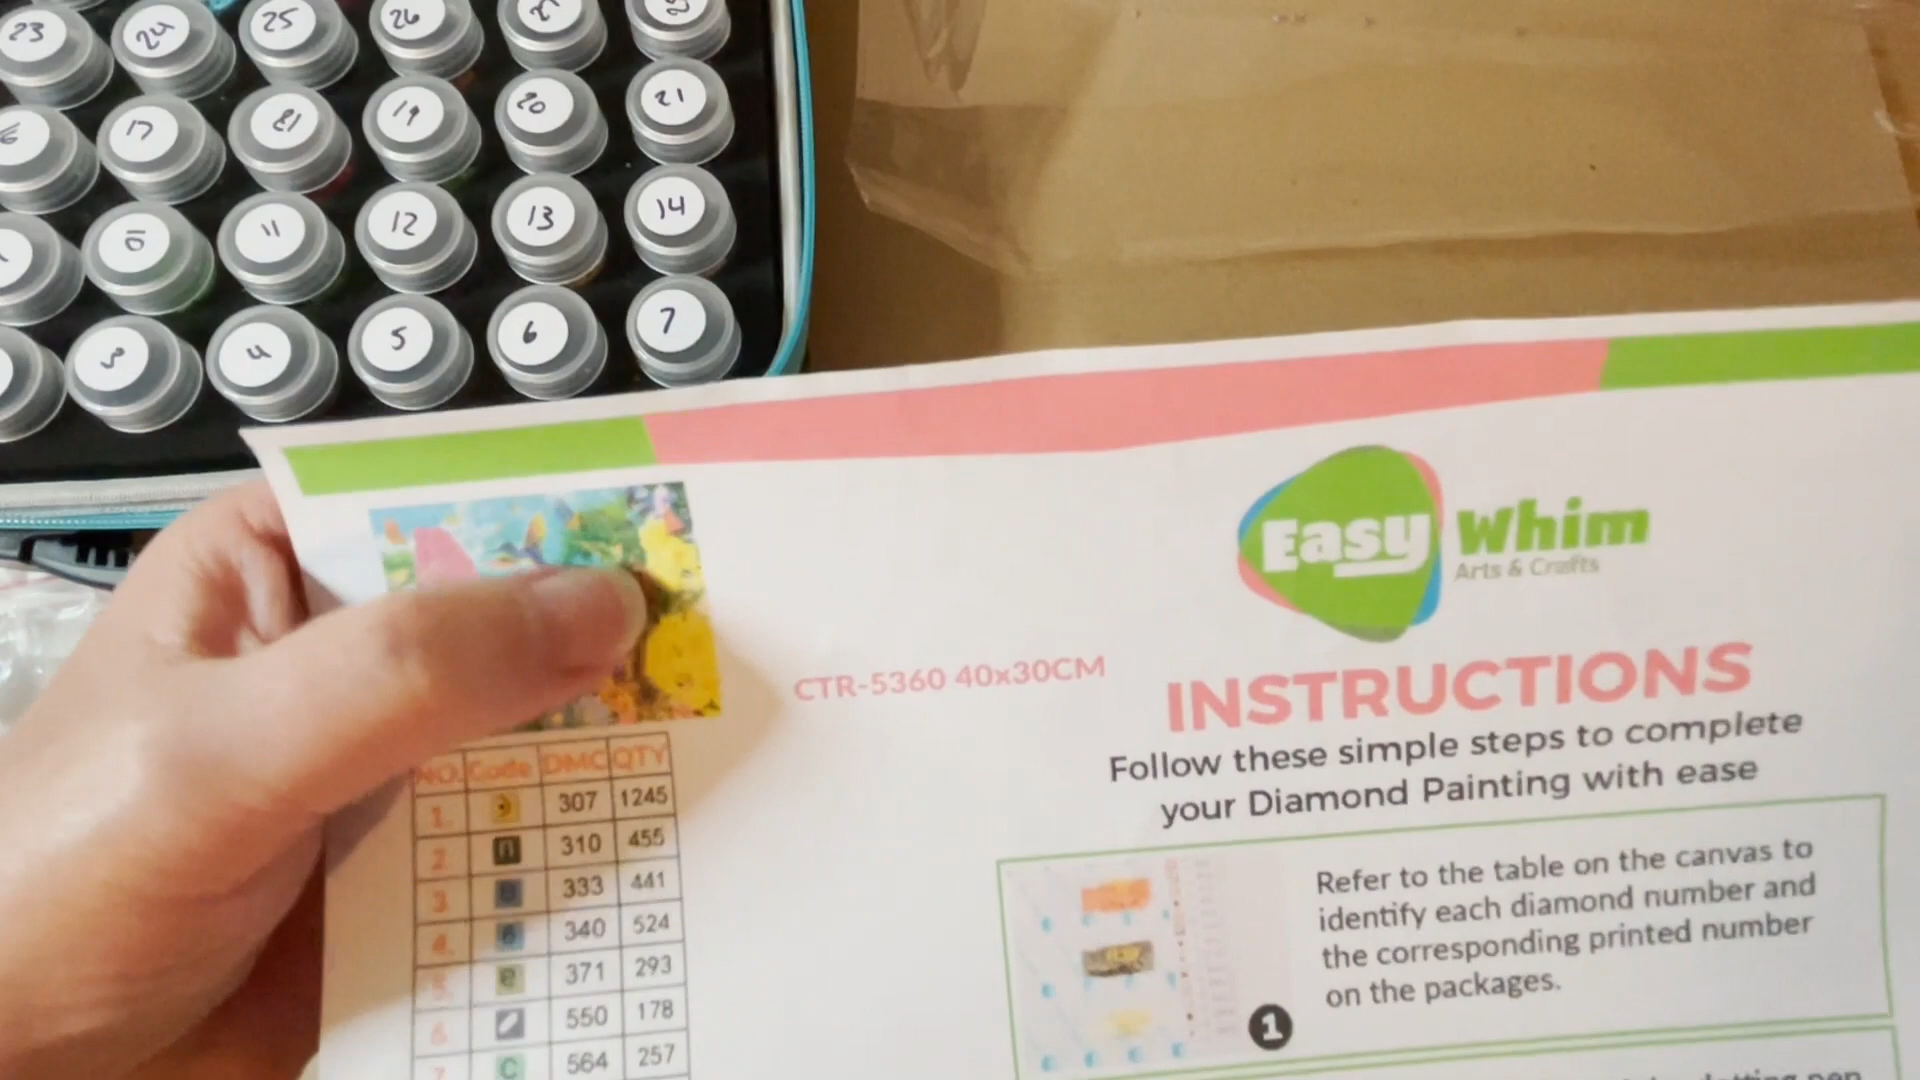 23 24 25 26 27
17 18 19 20 21
10 11 12 13 14
3 4 5 6 7
Easy Whim
Arts & Crafts
CTR-5360 40x30CM
INSTRUCTIONS
Follow these simple steps to complete
your Diamond Painting with ease
NO. Code DMC QTY
1. 307 1245
2. 310 455
3. 333 441
4. 340 524
5. e 371 293
6. 550 178
7. C 564 257
Refer to the table on the canvas to
identify each diamond number and
the corresponding printed number
on the packages.
1